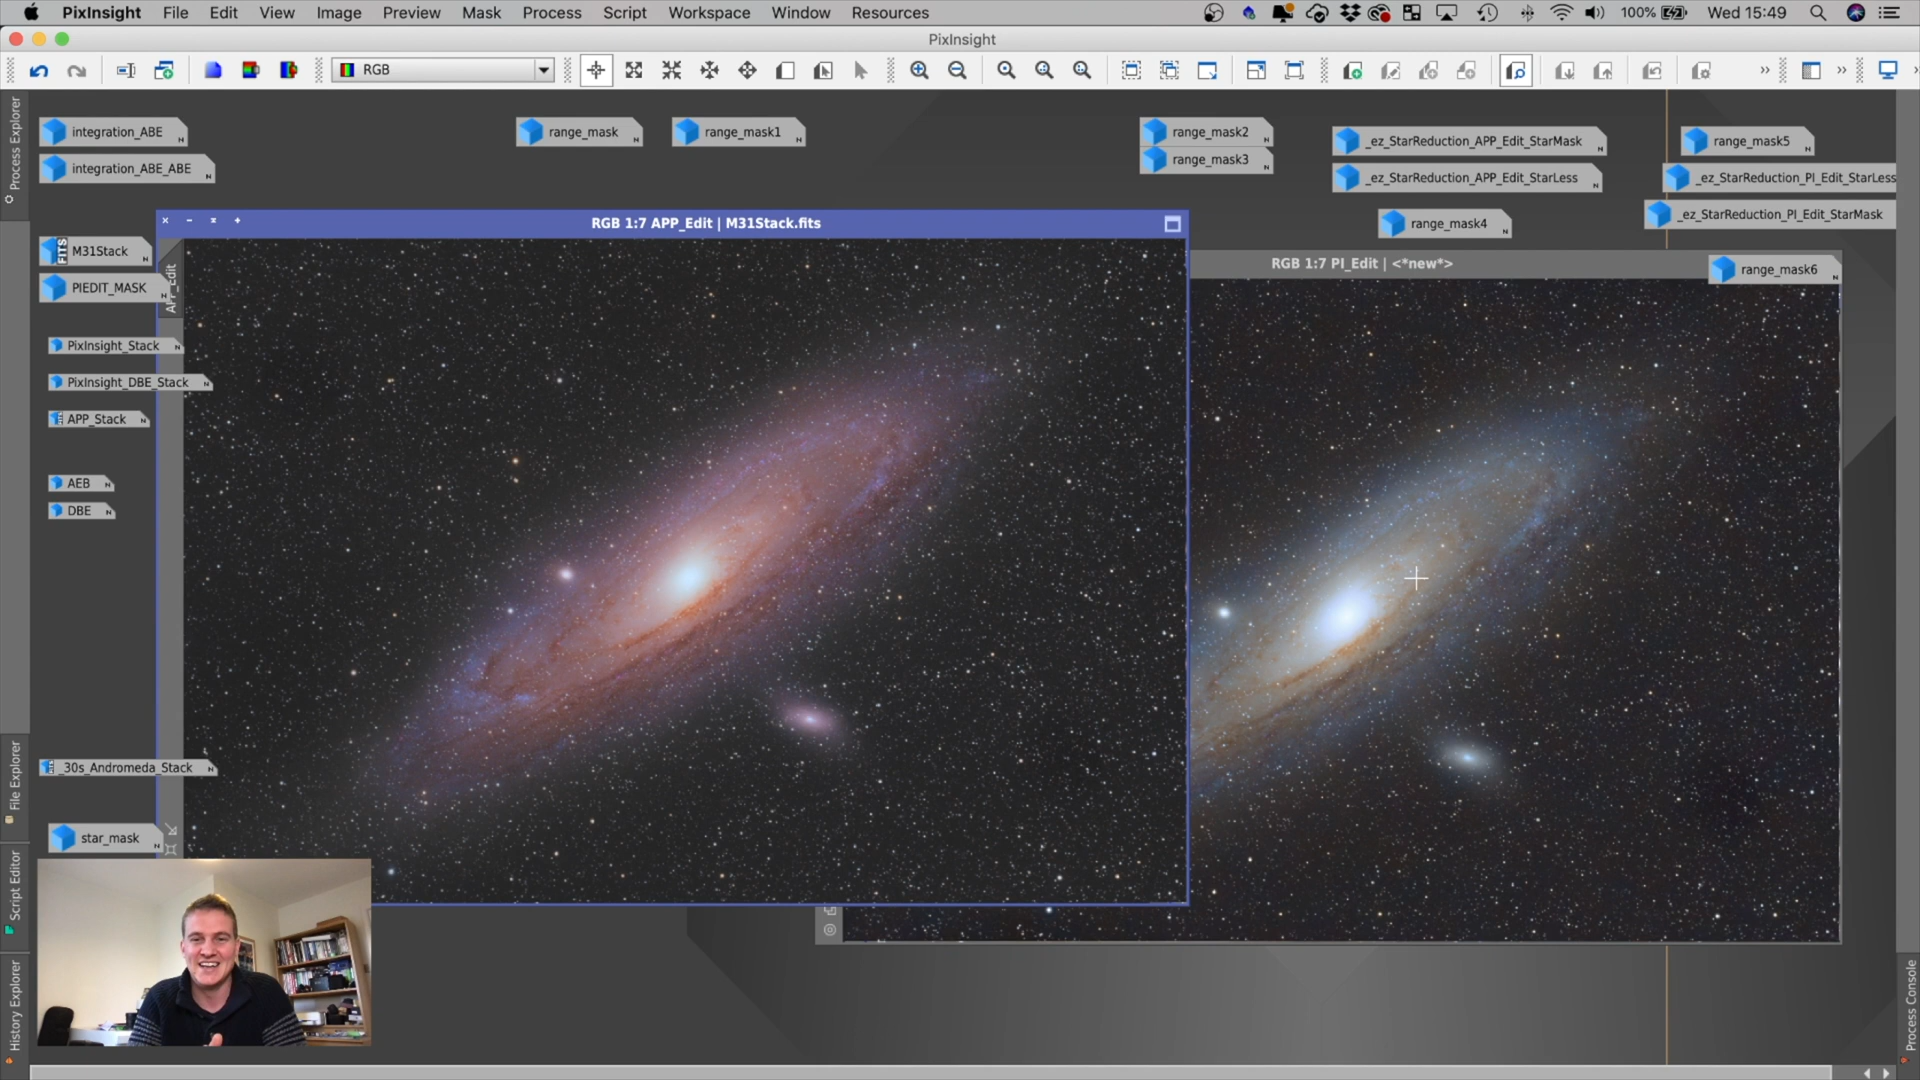 PixInsight File Edit View Image Preview Mask Process Script Workspace Window Resources 100% Wed 15:49
PixInsight
RGB
Process Explorer
integration_ABE
integration_ABE_ABE
range_mask
range_mask1
range_mask2
range_mask3
_ez_StarReduction_APP_Edit_StarMask
_ez_StarReduction_APP_Edit_StarLess
range_mask4
range_mask5
_ez_StarReduction_PI_Edit_StarLess
_ez_StarReduction_PI_Edit_StarMask
RGB 1:7 APP_Edit | M31Stack.fits
APP_Edit
RGB 1:7 PI_Edit | <*new*>
range_mask6
FITS
M31Stack
PIEDIT_MASK
PixInsight_Stack
PixInsight_DBE_Stack
APP_Stack
AEB
DBE
_30s_Andromeda_Stack
star_mask
File Explorer
Script Editor
History Explorer
Process Console